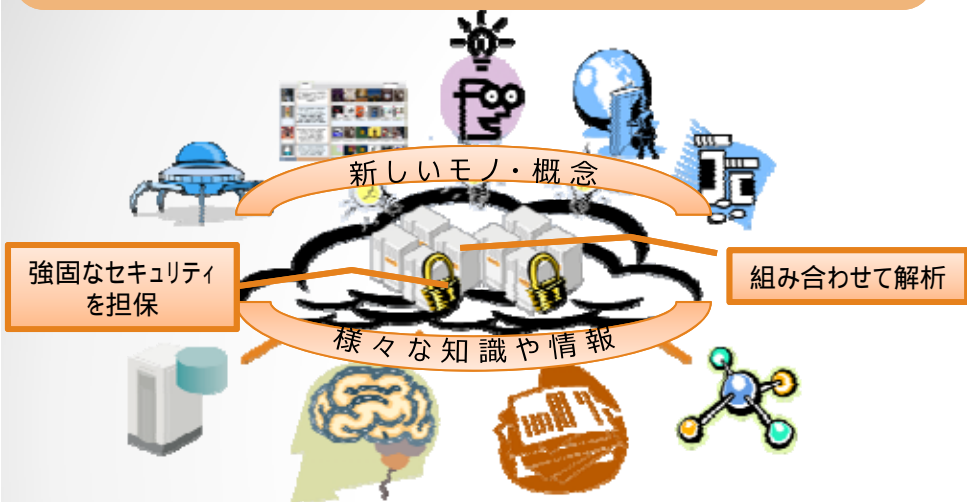 新しいモノ・概念
強固なセキュリティ
を担保
組み合わせて解析
様々な知識や情報